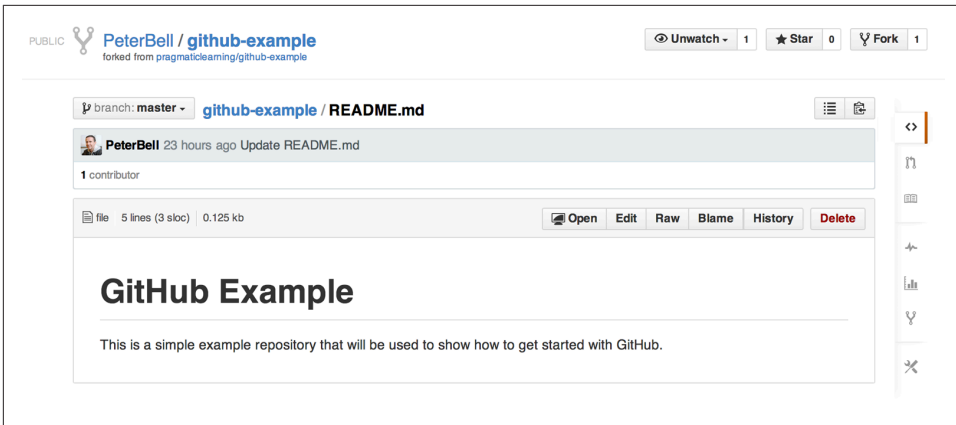 PUBLIC PeterBell / github-example Unwatch 1 Star 0 Fork 1
forked from pragmaticlearning/github-example
branch: master github-example / README.md
PeterBell 23 hours ago Update README.md
1 contributor
file 5 lines (3 sloc) 0.125 kb Open Edit Raw Blame History Delete
GitHub Example
This is a simple example repository that will be used to show how to get started with GitHub.